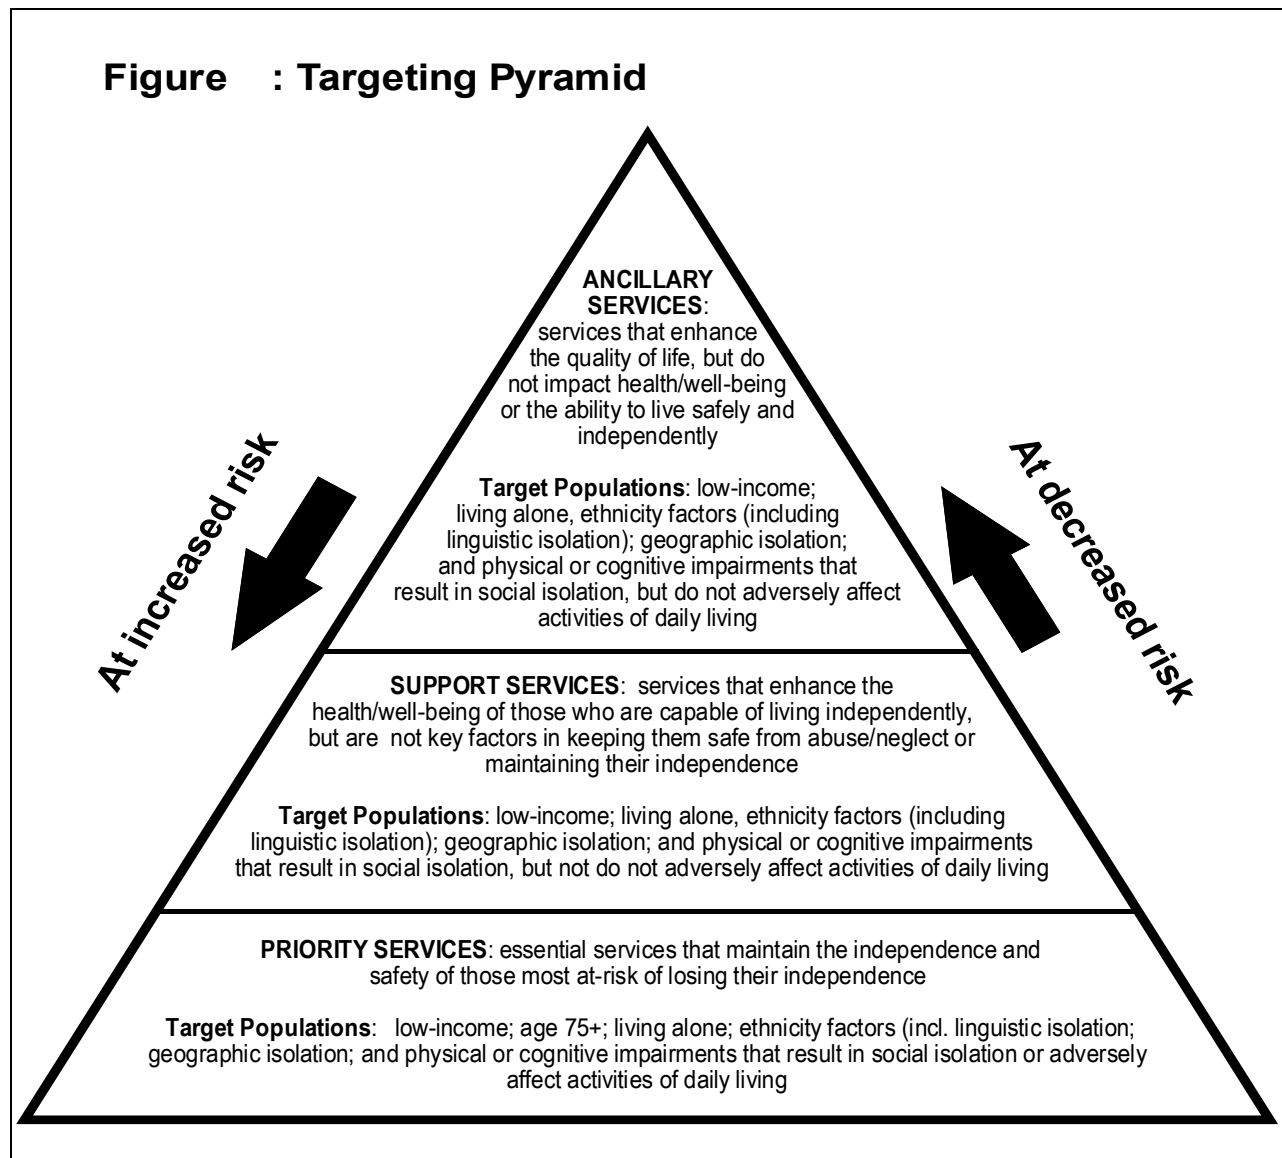 Figure : Targeting Pyramid
ANCILLARY
SERVICES:
services that enhance
the quality of life, but do
not impact health/well-being
or the ability to live safely and
independently
Target Populations: low-income;
living alone, ethnicity factors (including
linguistic isolation); geographic isolation;
and physical or cognitive impairments that
result in social isolation, but do not adversely affect
activities of daily living
At increased risk
At decreased risk
SUPPORT SERVICES: services that enhance the
health/well-being of those who are capable of living independently,
but are not key factors in keeping them safe from abuse/neglect or
maintaining their independence
Target Populations: low-income; living alone, ethnicity factors (including
linguistic isolation); geographic isolation; and physical or cognitive impairments
that result in social isolation, but not do not adversely affect activities of daily living
PRIORITY SERVICES: essential services that maintain the independence and
safety of those most at-risk of losing their independence
Target Populations: low-income; age 75+; living alone; ethnicity factors (incl. linguistic isolation;
geographic isolation; and physical or cognitive impairments that result in social isolation or adversely
affect activities of daily living